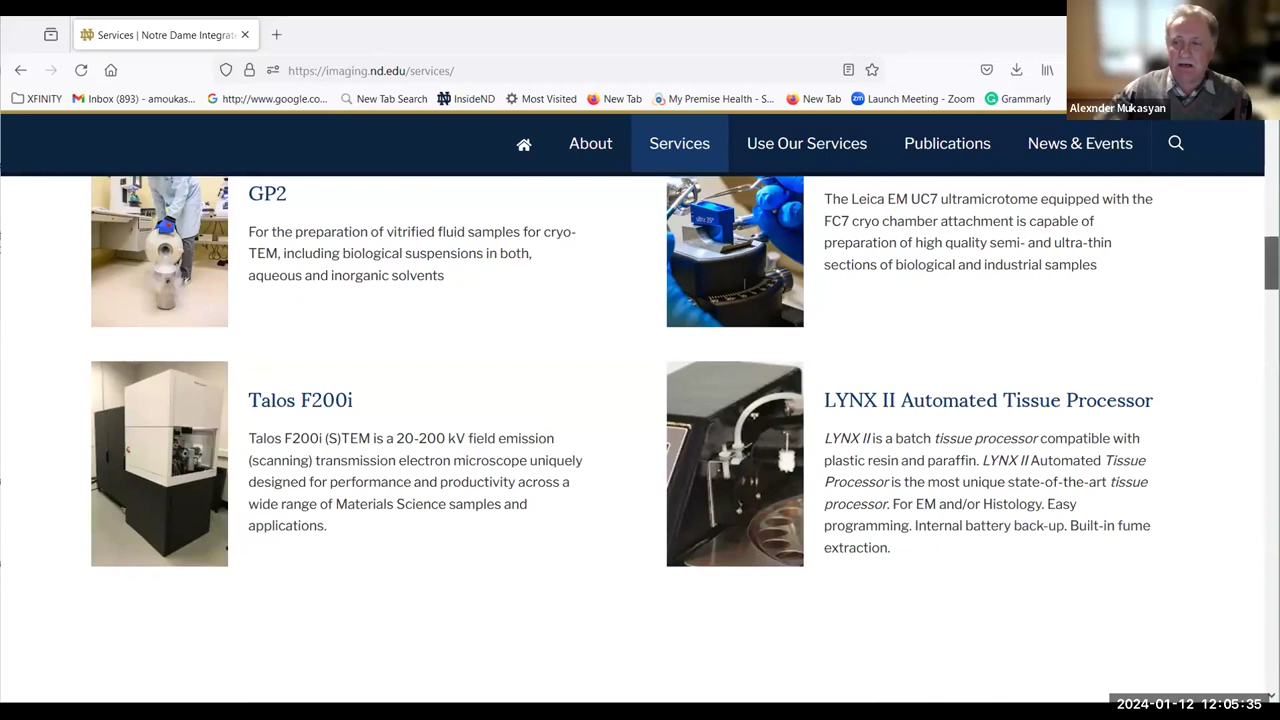 Services | Notre Dame Integrat
https://imaging.nd.edu/services/
XFINITY
Inbox (893) - amoukas...
http://www.google.co...
New Tab Search
InsideND
Most Visited
New Tab
My Premise Health - S...
New Tab
Launch Meeting - Zoom
Grammarly
Alexnder Mukasyan
About
Services
Use Our Services
Publications
News & Events
GP2
For the preparation of vitrified fluid samples for cryo-
TEM, including biological suspensions in both,
aqueous and inorganic solvents
The Leica EM UC7 ultramicrotome equipped with the
FC7 cryo chamber attachment is capable of
preparation of high quality semi- and ultra-thin
sections of biological and industrial samples
Talos F200i
Talos F200i (S)TEM is a 20-200 kV field emission
(scanning) transmission electron microscope uniquely
designed for performance and productivity across a
wide range of Materials Science samples and
applications.
LYNX II Automated Tissue Processor
LYNX II is a batch tissue processor compatible with
plastic resin and paraffin. LYNX II Automated Tissue
Processor is the most unique state-of-the-art tissue
processor. For EM and/or Histology. Easy
programming. Internal battery back-up. Built-in fume
extraction.
2024-01-12 12:05:35